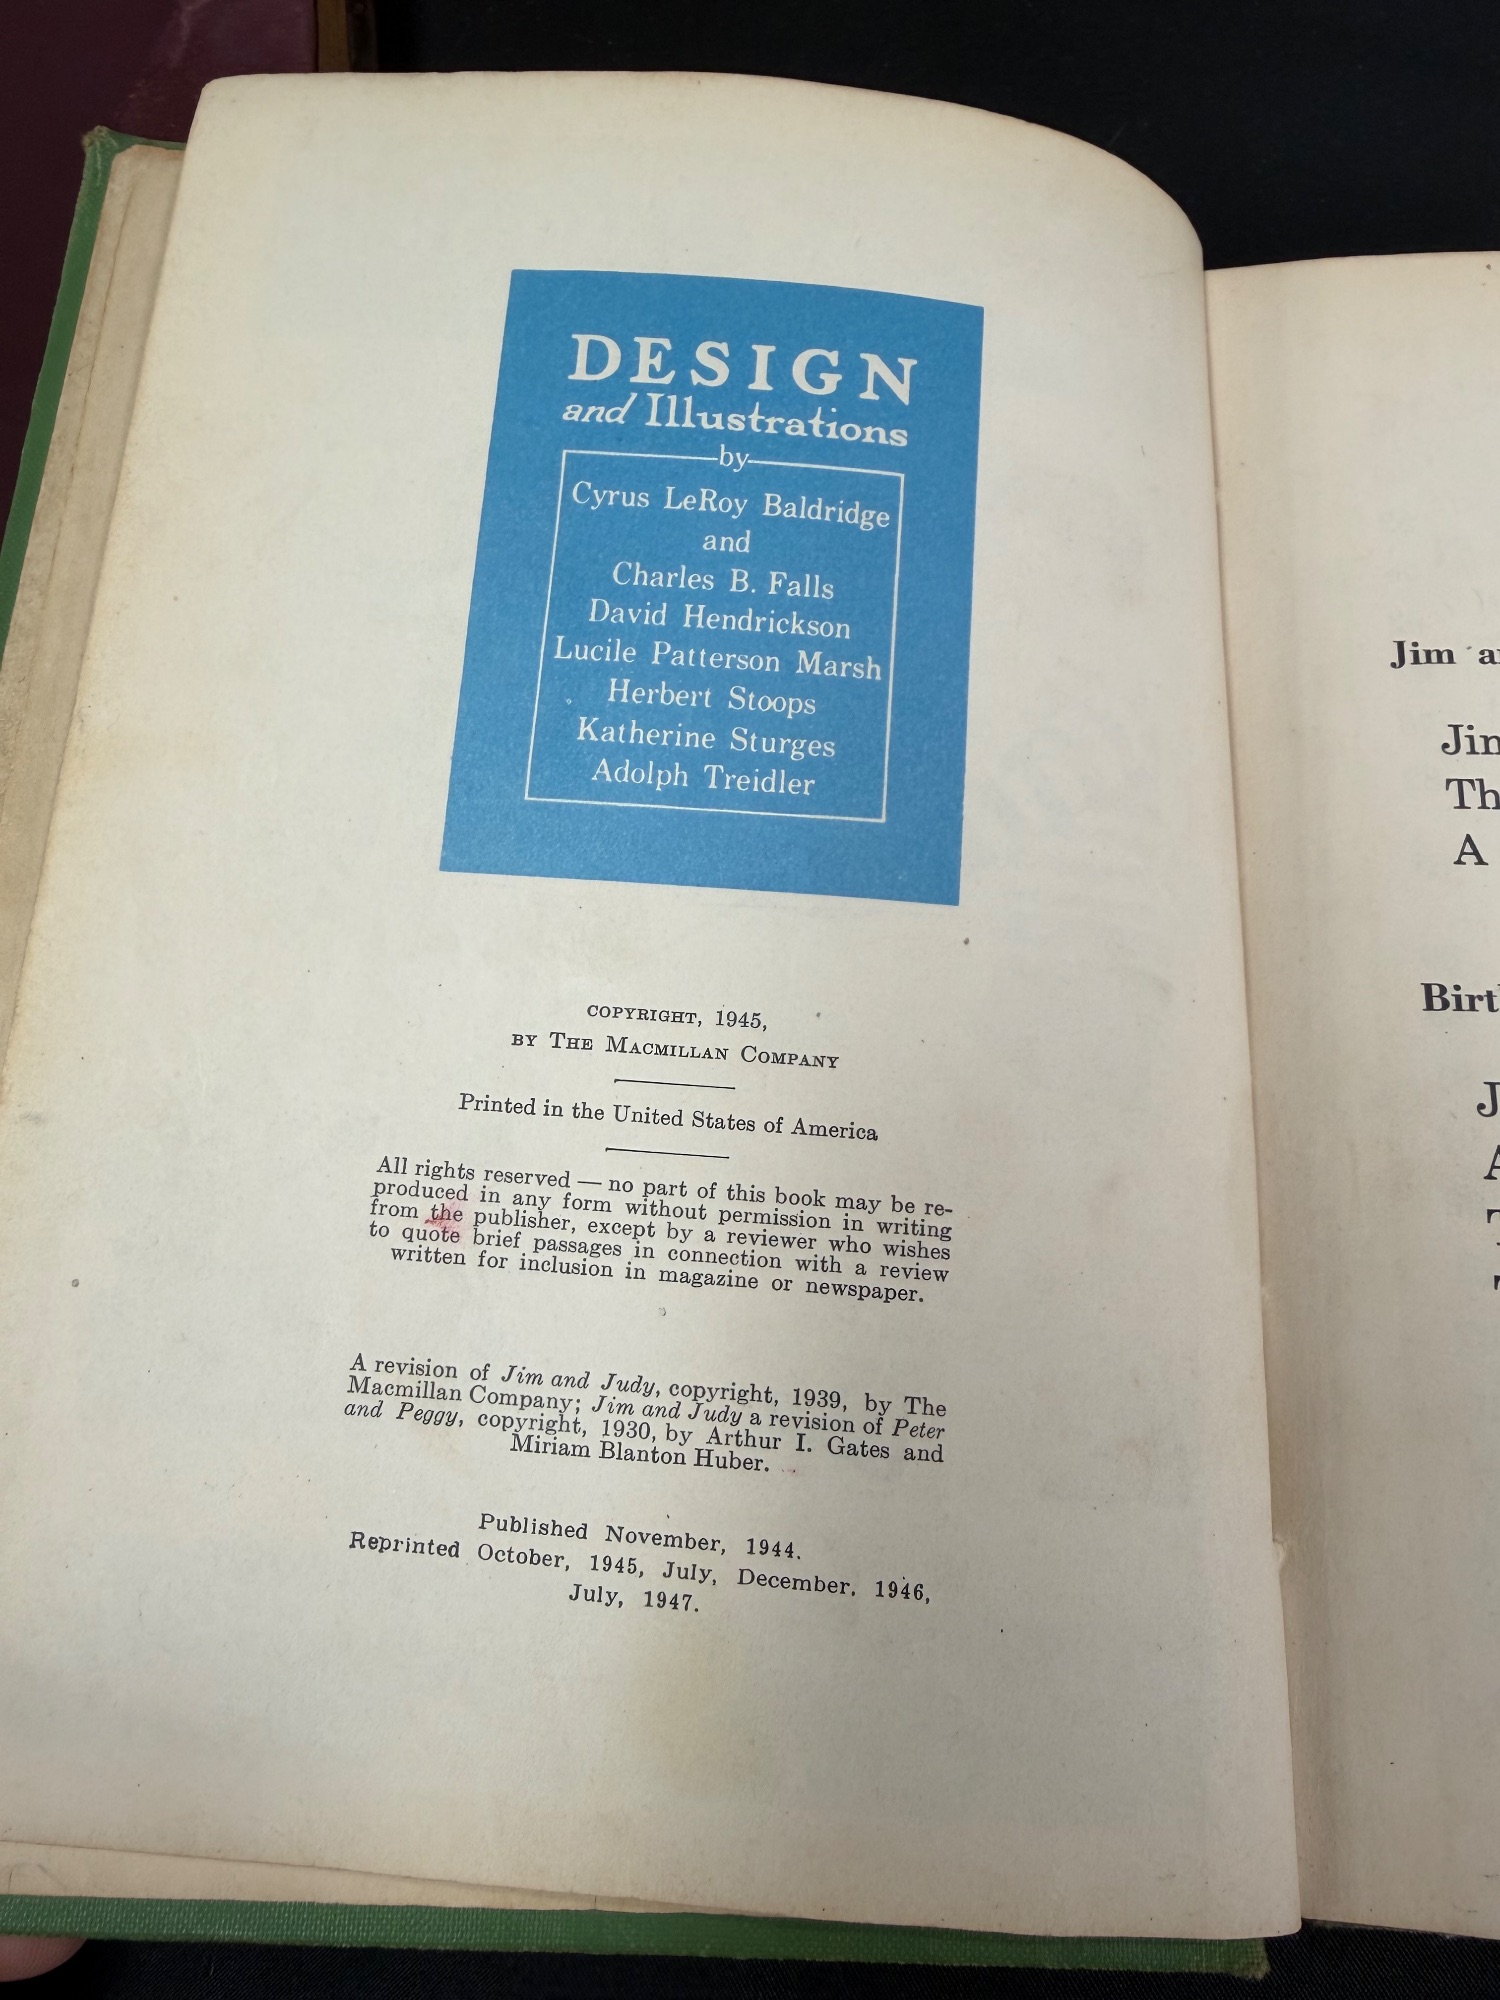 DESIGN
and Illustrations
by
Cyrus LeRoy Baldridge
and
Charles B. Falls
David Hendrickson
Lucile Patterson Marsh
Herbert Stoops
Katherine Sturges
Adolph Treidler
COPYRIGHT, 1945,
BY THE MACMILLAN COMPANY
Printed in the United States of America
All rights reserved — no part of this book may be re-
produced in any form without permission in writing
from the publisher, except by a reviewer who wishes
to quote brief passages in connection with a review
written for inclusion in magazine or newspaper.
A revision of Jim and Judy, copyright, 1939, by The
Macmillan Company; Jim and Judy a revision of Peter
and Peggy, copyright, 1930, by Arthur I. Gates and
Miriam Blanton Huber.
Published November, 1944.
Reprinted October, 1945, July, December, 1946,
July, 1947.
Jim
A